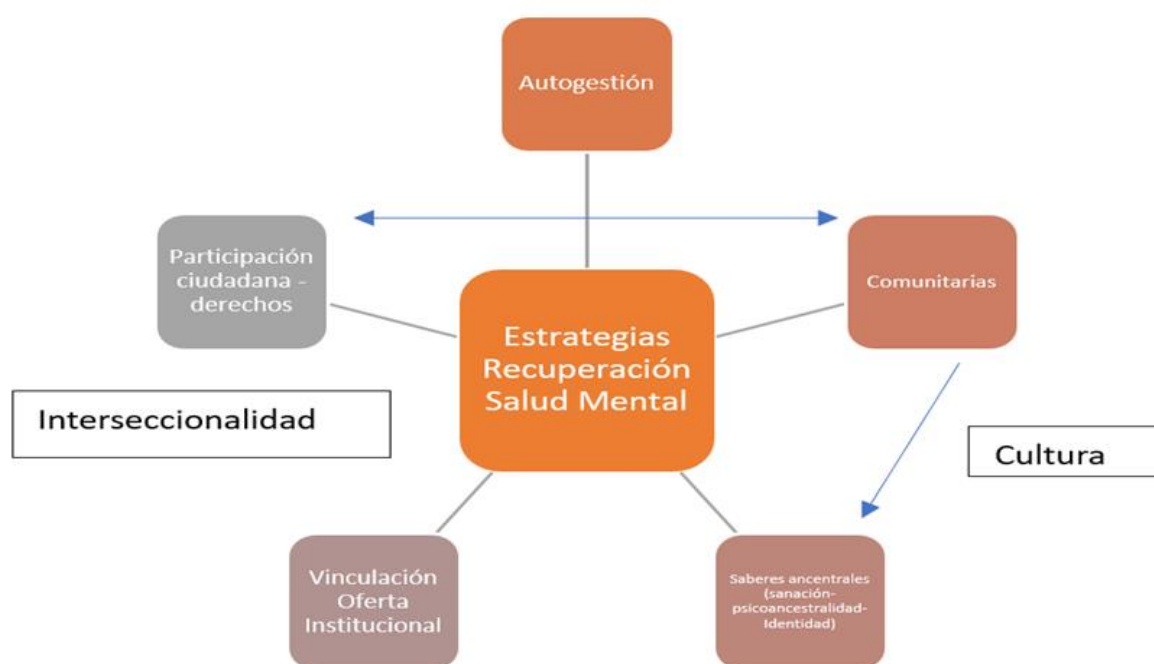 Autogestión
Participación
ciudadana -
derechos
Comunitarias
Estrategias
Recuperación
Salud Mental
Interseccionalidad
Cultura
Vinculación
Oferta
Institucional
Saberes ancentrales
(sanación-
psicoancestralidad-
Identidad)